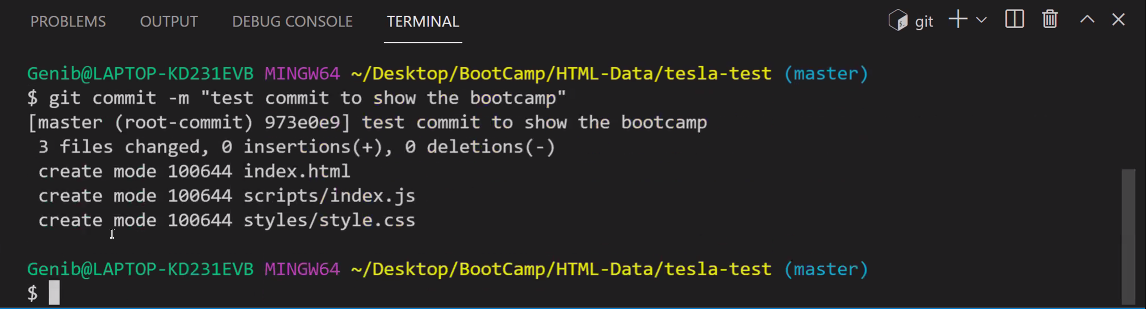 PROBLEMS OUTPUT DEBUG CONSOLE TERMINAL git
Genib@LAPTOP-KD231EVB MINGW64 ~/Desktop/BootCamp/HTML-Data/tesla-test (master)
$ git commit -m "test commit to show the bootcamp"
[master (root-commit) 973e0e9] test commit to show the bootcamp
 3 files changed, 0 insertions(+), 0 deletions(-)
 create mode 100644 index.html
 create mode 100644 scripts/index.js
 create mode 100644 styles/style.css
Genib@LAPTOP-KD231EVB MINGW64 ~/Desktop/BootCamp/HTML-Data/tesla-test (master)
$